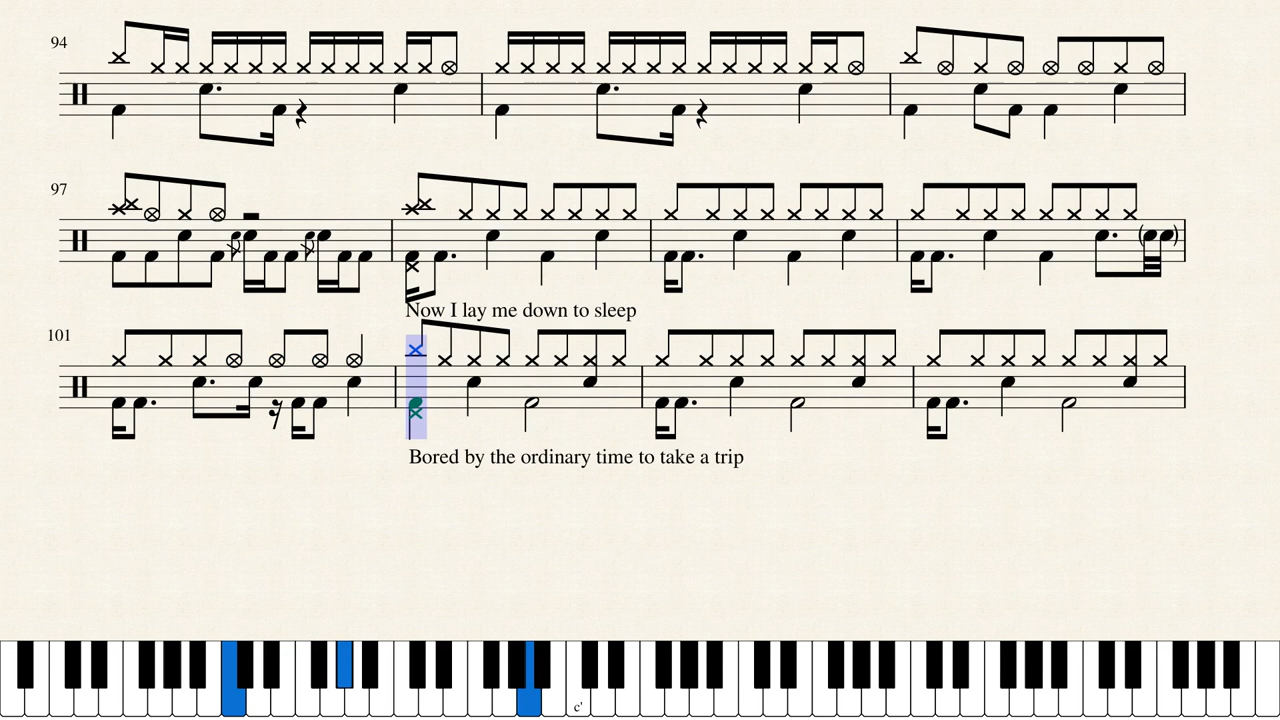 94
97
Now I lay me down to sleep
101
Bored by the ordinary time to take a trip
c'